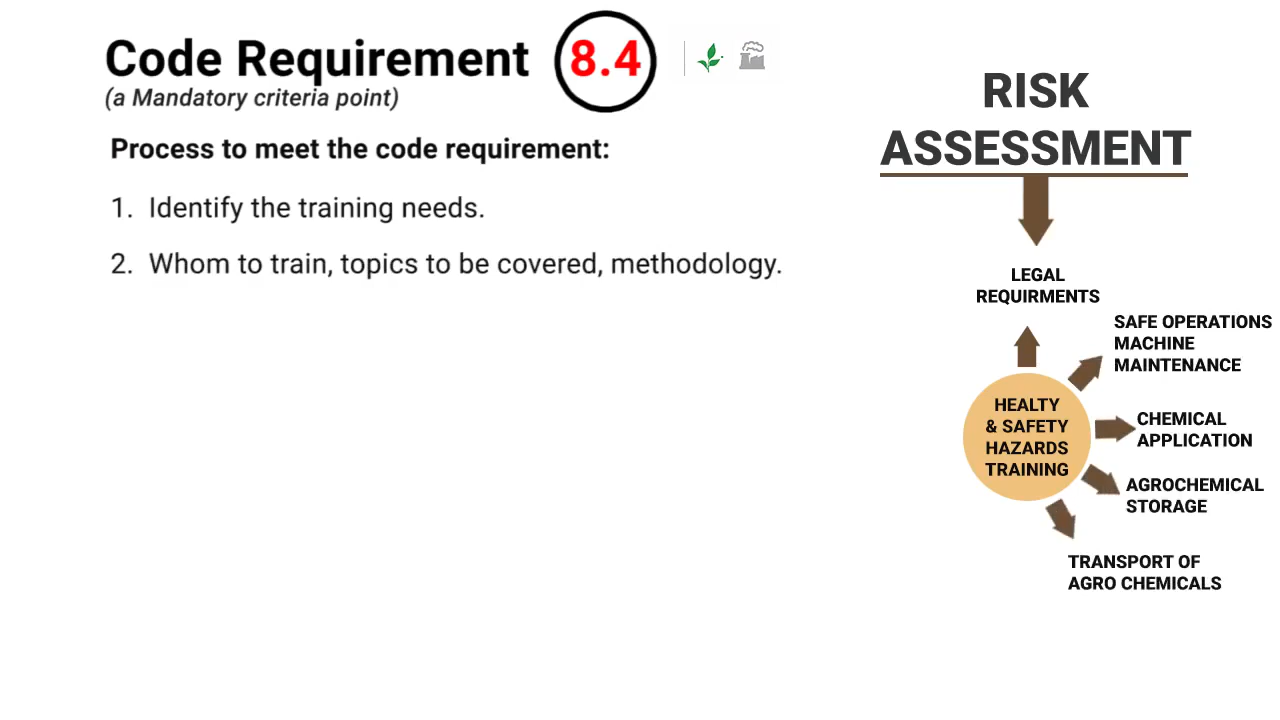 Code Requirement 8.4
(a Mandatory criteria point)
Process to meet the code requirement:
1. Identify the training needs.
2. Whom to train, topics to be covered, methodology.
RISK
ASSESSMENT
LEGAL
REQUIRMENTS
SAFE OPERATIONS
MACHINE
MAINTENANCE
HEALTY
& SAFETY
HAZARDS
TRAINING
CHEMICAL
APPLICATION
AGROCHEMICAL
STORAGE
TRANSPORT OF
AGRO CHEMICALS